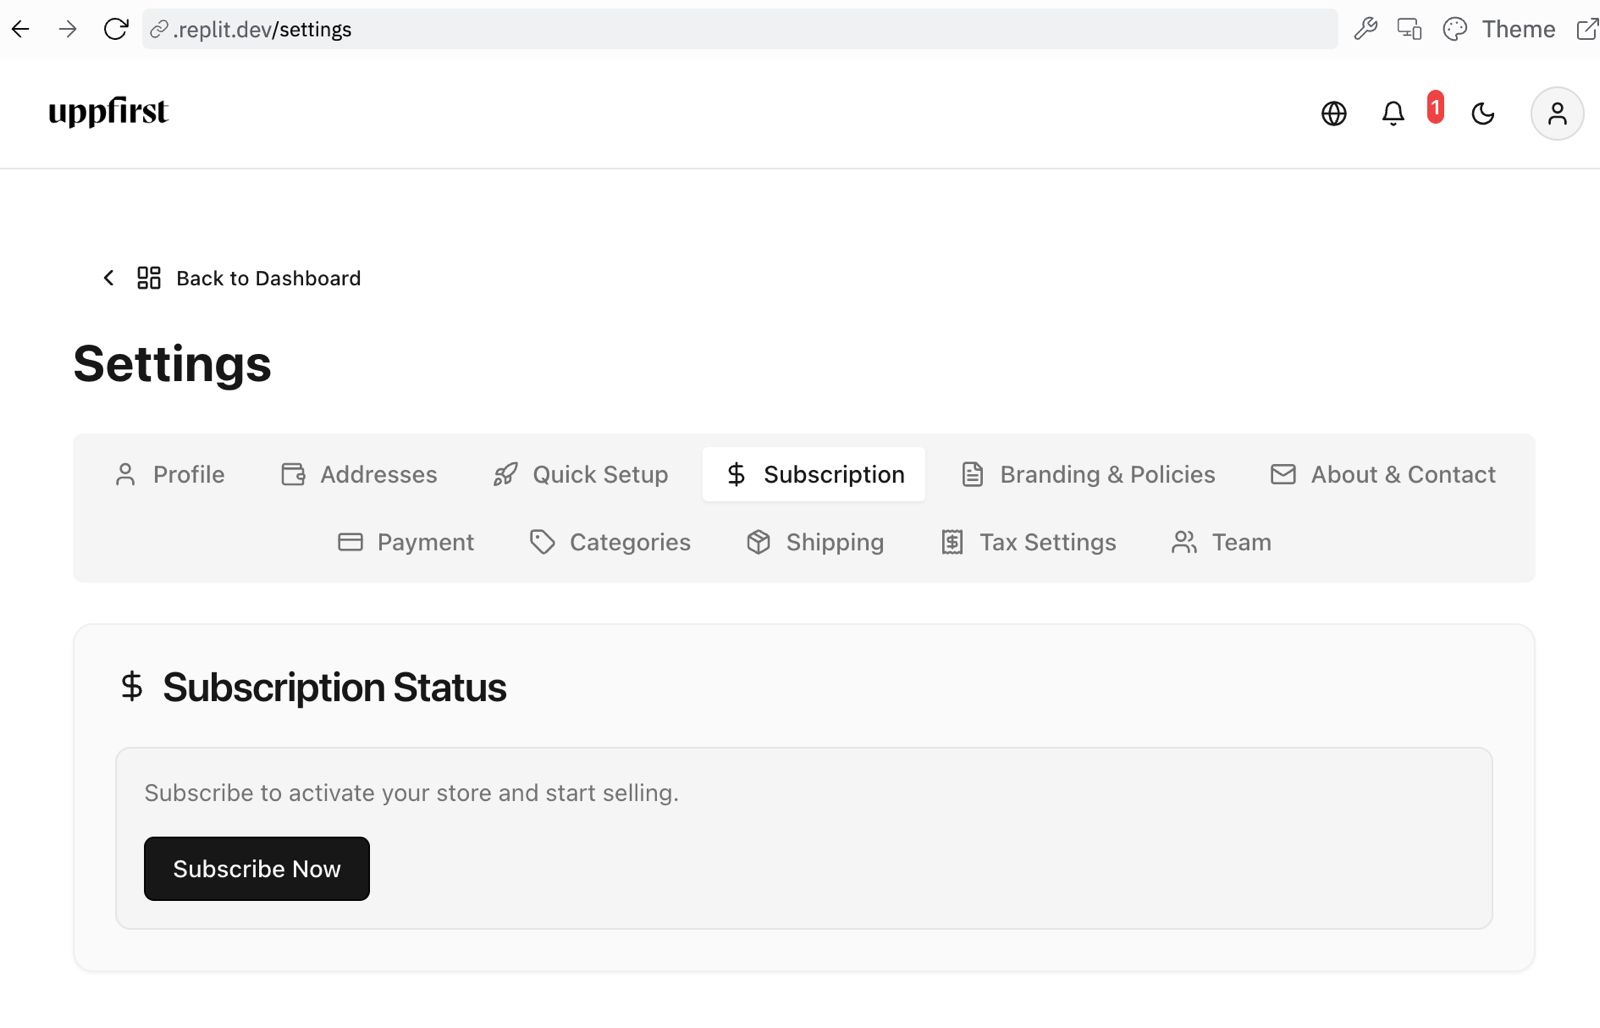 .replit.dev/settings
Theme
uppfirst
1
Back to Dashboard
Settings
Profile Addresses Quick Setup Subscription Branding & Policies About & Contact
Payment Categories Shipping Tax Settings Team
Subscription Status
Subscribe to activate your store and start selling.
Subscribe Now